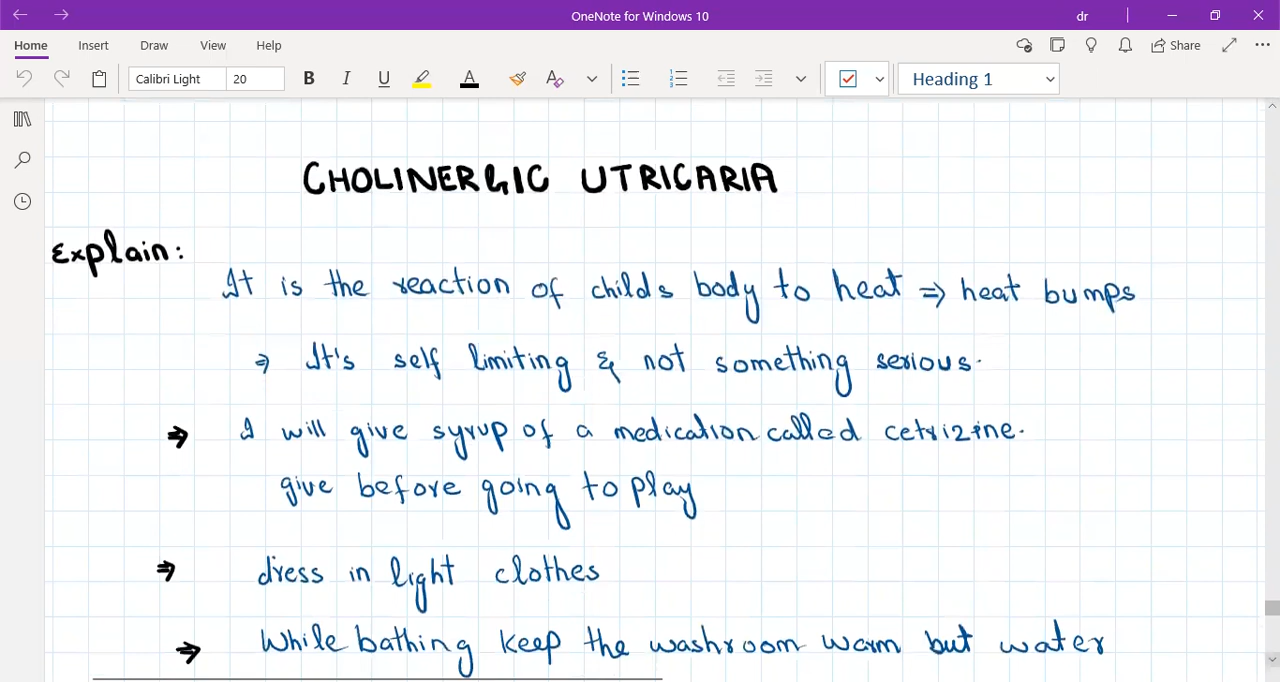 OneNote for Windows 10
dr
Home Insert Draw View Help
Share
Calibri Light 20 B I U A A Heading 1
CHOLINERGIC UTRICARIA
Explain:
It is the reaction of childs body to heat ⇒ heat bumps
⇒ It's self limiting & not something serious.
⇒ I will give syrup of a medication called cetrizine.
give before going to play
⇒ dress in light clothes
⇒ While bathing keep the washroom warm but water